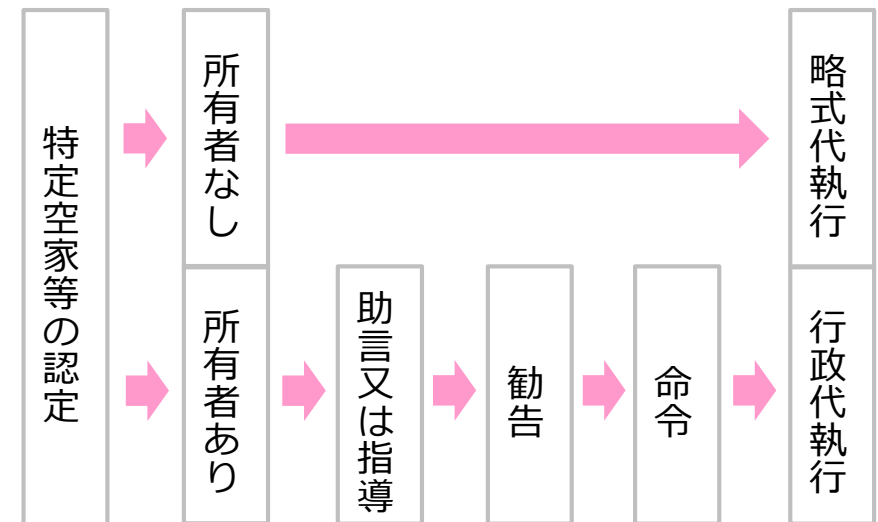 特定空家等の認定
所有者なし
略式代執行
所有者あり
助言又は指導
勧告
命令
行政代執行